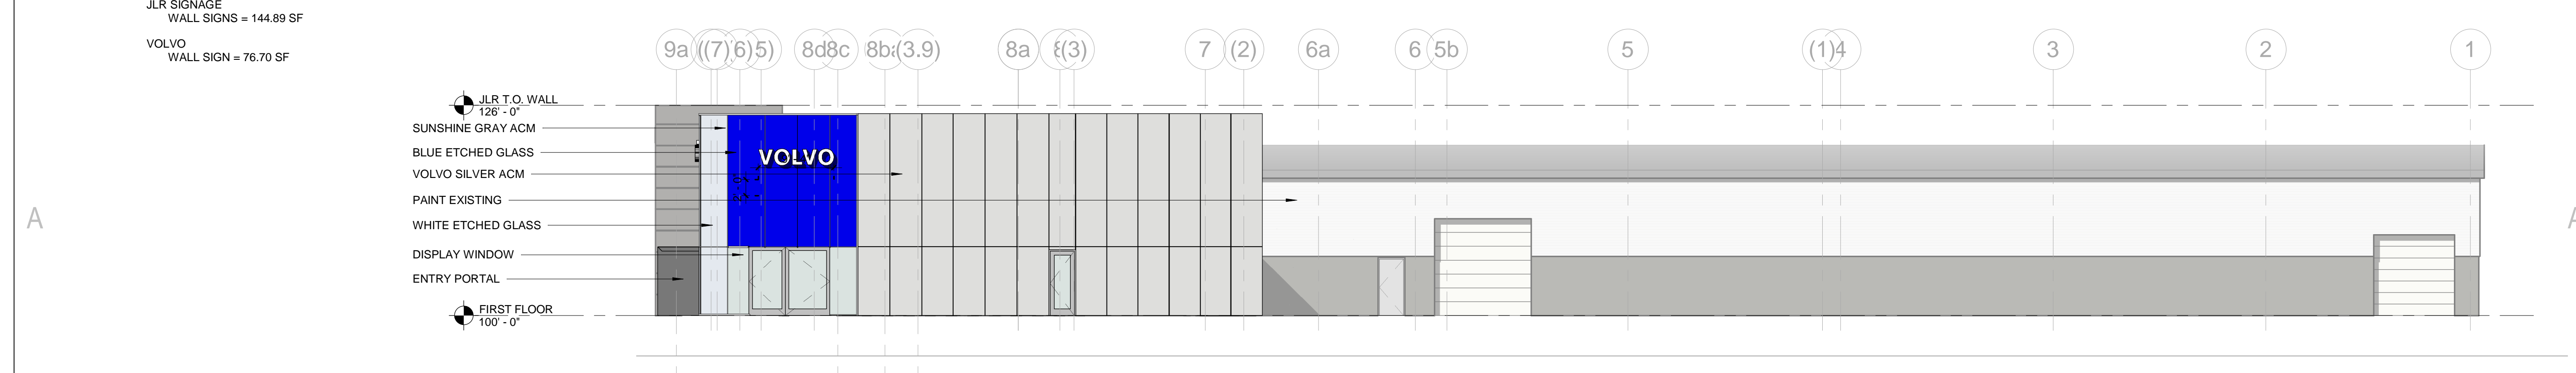 JLR SIGNAGE
WALL SIGNS = 144.89 SF
VOLVO
WALL SIGN = 76.70 SF
9a (7) 6) 5) 8d 8c 8ba (3.9) 8a (3) 7 (2) 6a 6 5b 5 (1) 4 3 2 1
JLR T.O. WALL
126' - 0"
SUNSHINE GRAY ACM
BLUE ETCHED GLASS
VOLVO
VOLVO SILVER ACM
PAINT EXISTING
A
WHITE ETCHED GLASS
DISPLAY WINDOW
ENTRY PORTAL
FIRST FLOOR
100' - 0"